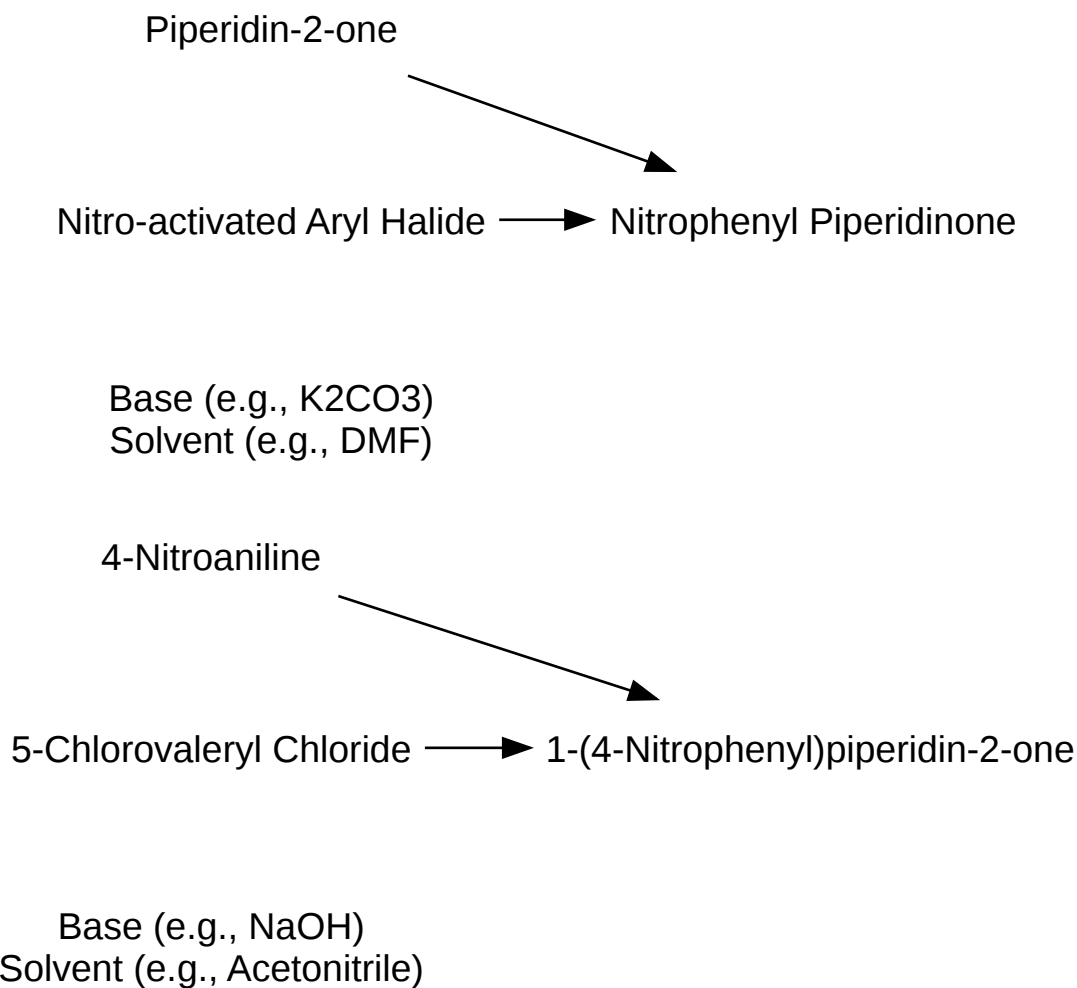 Piperidin-2-one
Nitro-activated Aryl Halide
Nitrophenyl Piperidinone
Base (e.g., K2CO3)
Solvent (e.g., DMF)
4-Nitroaniline
5-Chlorovaleryl Chloride
1-(4-Nitrophenyl)piperidin-2-one
Base (e.g., NaOH)
Solvent (e.g., Acetonitrile)